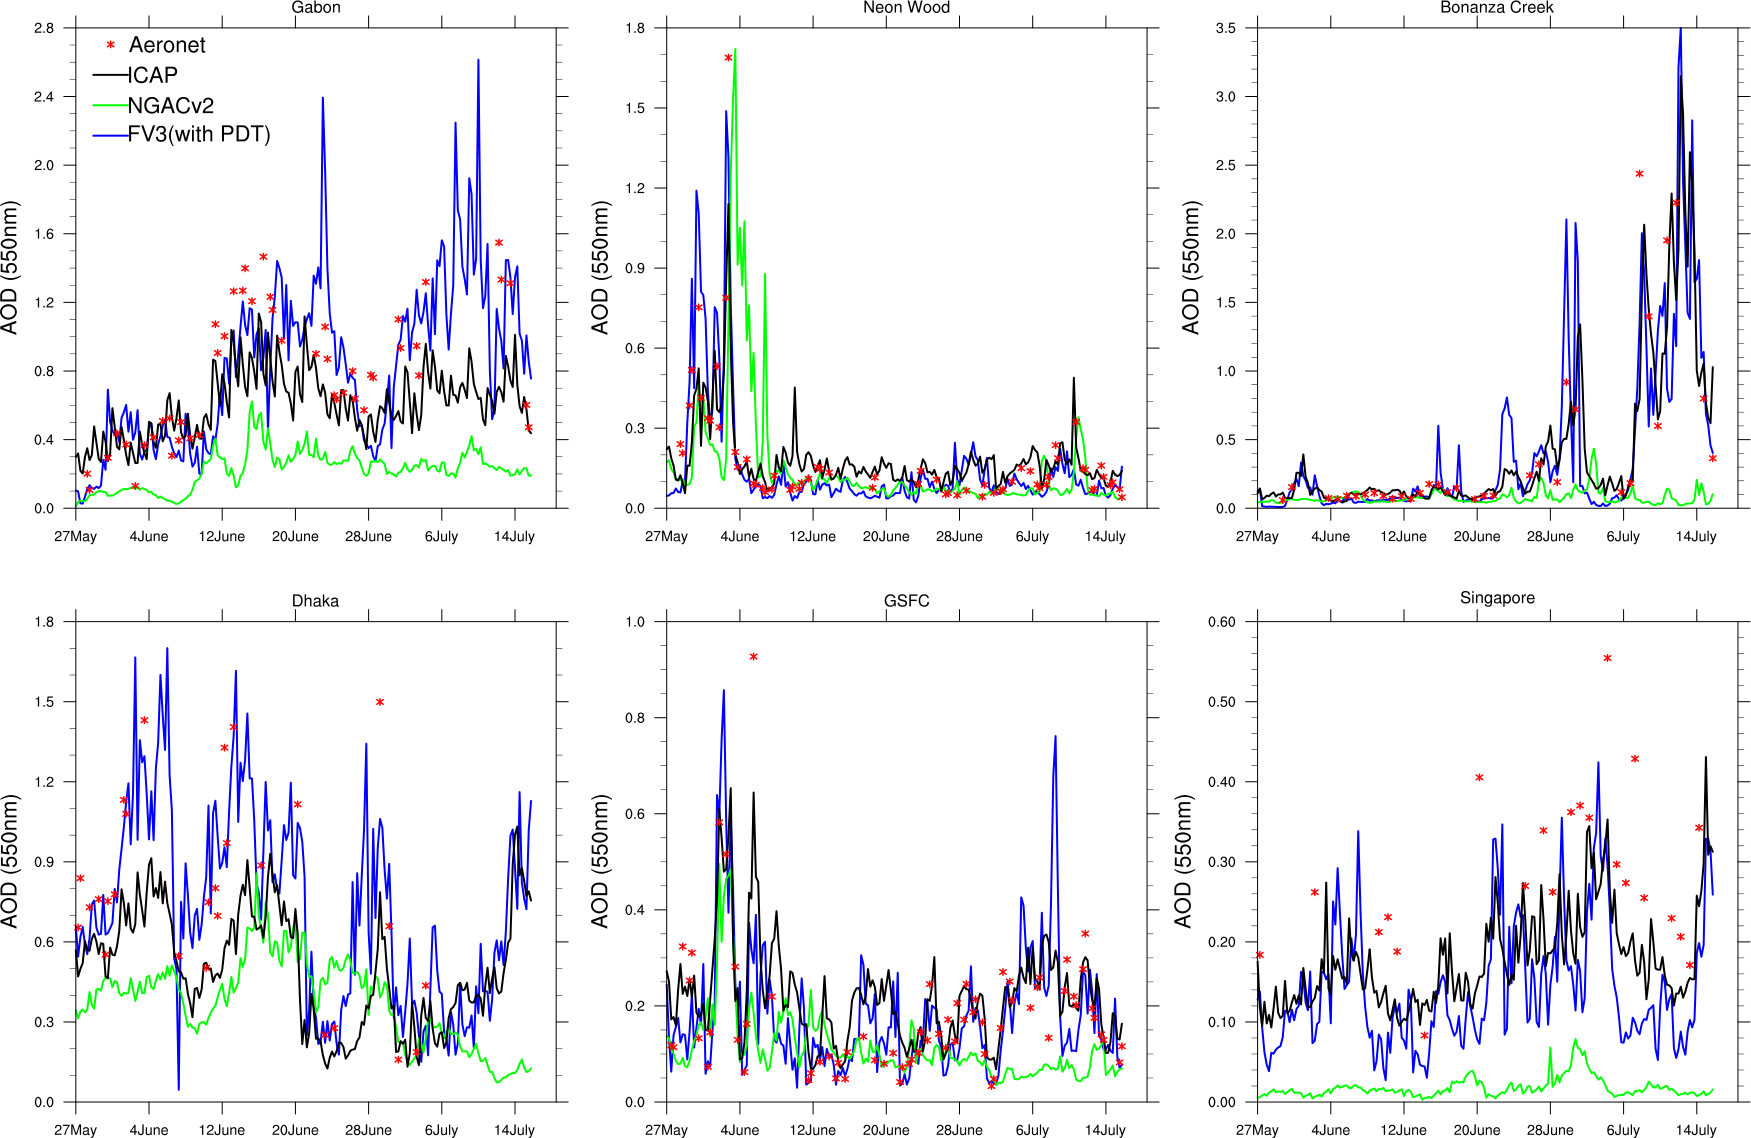 Gabon
Neon Wood
Bonanza Creek
Aeronet
ICAP
NGACv2
FV3(with PDT)
AOD (550nm)
2.8
2.4
2.0
1.6
1.2
0.8
0.4
0.0
27May 4June 12June 20June 28June 6July 14July
AOD (550nm)
1.8
1.5
1.2
0.9
0.6
0.3
0.0
27May 4June 12June 20June 28June 6July 14July
AOD (550nm)
3.5
3.0
2.5
2.0
1.5
1.0
0.5
0.0
27May 4June 12June 20June 28June 6July 14July
Dhaka
GSFC
Singapore
AOD (550nm)
1.8
1.5
1.2
0.9
0.6
0.3
0.0
27May 4June 12June 20June 28June 6July 14July
AOD (550nm)
1.0
0.8
0.6
0.4
0.2
0.0
27May 4June 12June 20June 28June 6July 14July
AOD (550nm)
0.60
0.50
0.40
0.30
0.20
0.10
0.00
27May 4June 12June 20June 28June 6July 14July